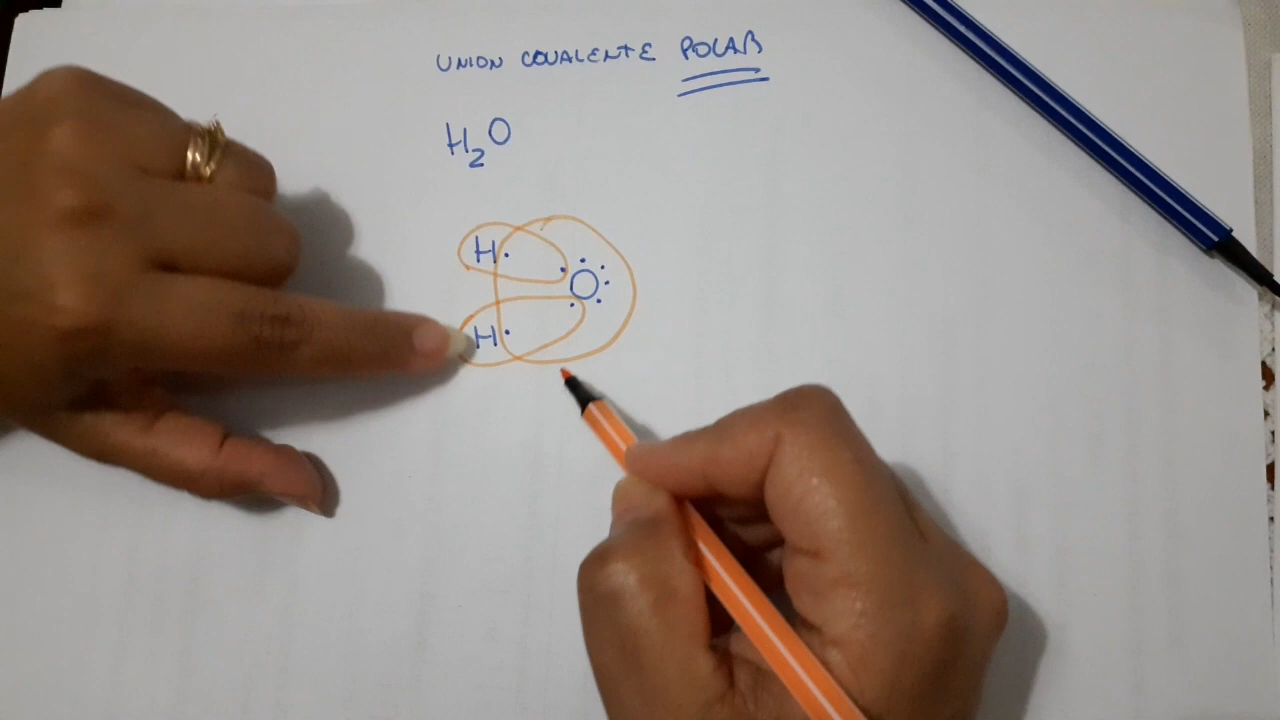 UNION COVALENTE POLAR
H₂O
H· :Ö:
H·